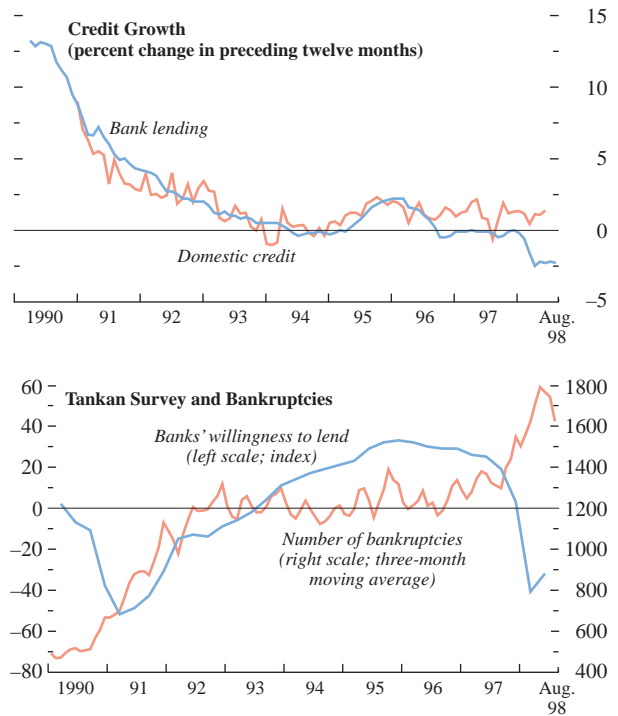 Credit Growth
(percent change in preceding twelve months)
15
10
5
0
–5
Bank lending
Domestic credit
1990 91 92 93 94 95 96 97 Aug.
98
Tankan Survey and Bankruptcies
60
40
20
0
–20
–40
–60
–80
1800
1600
1400
1200
1000
800
600
400
Banks' willingness to lend
(left scale; index)
Number of bankruptcies
(right scale; three-month
moving average)
1990 91 92 93 94 95 96 97 Aug.
98